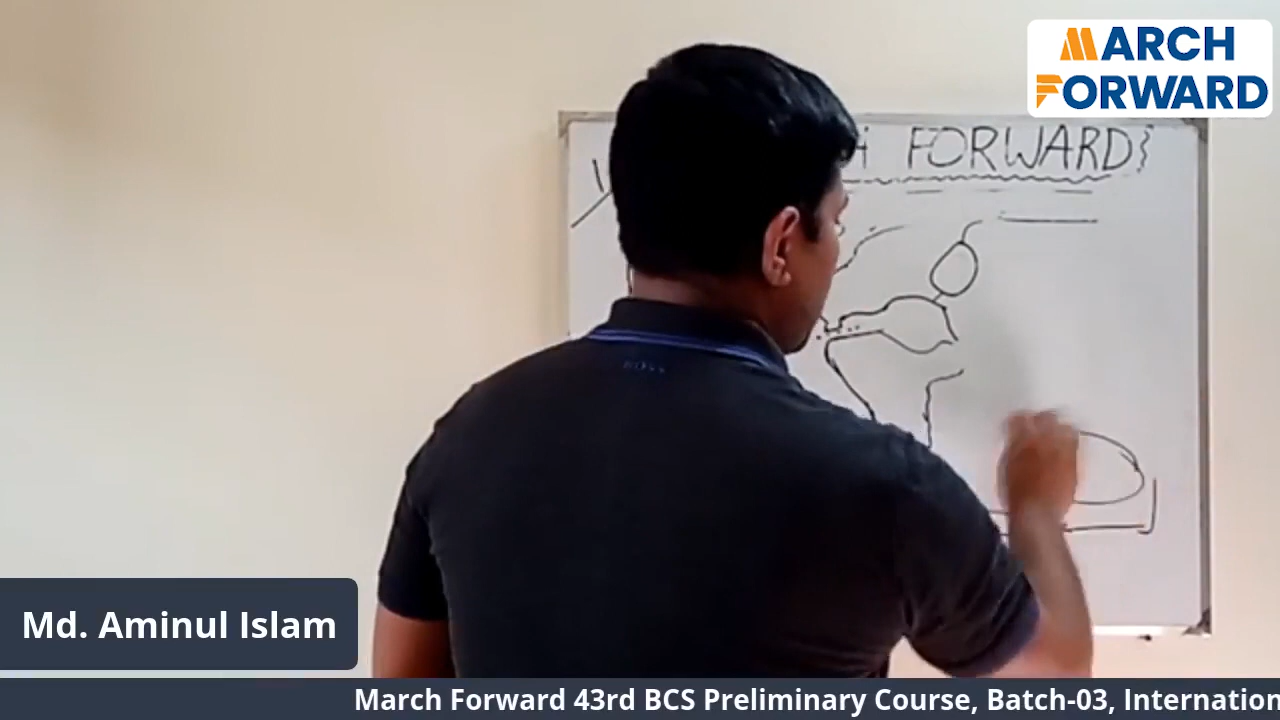 MARCH
FORWARD
H FORWARD
Md. Aminul Islam
March Forward 43rd BCS Preliminary Course, Batch-03, Internation